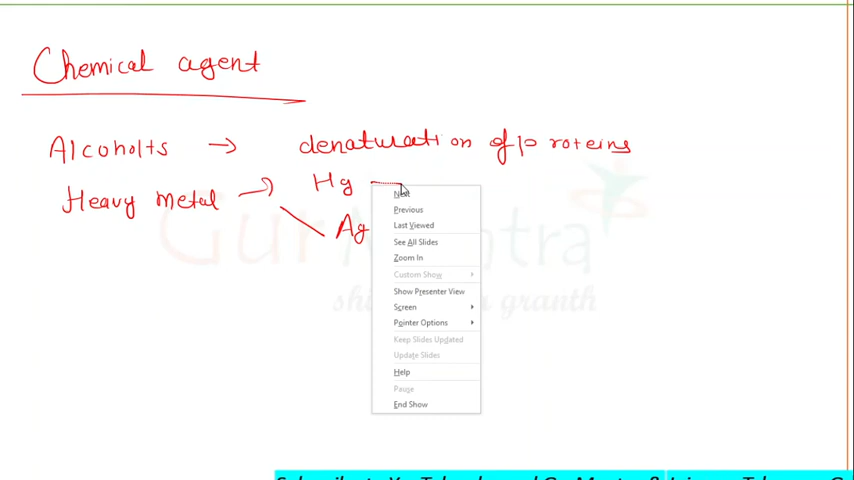 Chemical agent
Alcoholts → denaturation of proteins
Heavy metal → Hg
Ag
Next
Previous
Last Viewed
See All Slides
Zoom In
Custom Show
Show Presenter View
Screen
Pointer Options
Keep Slides Updated
Update Slides
Help
Pause
End Show